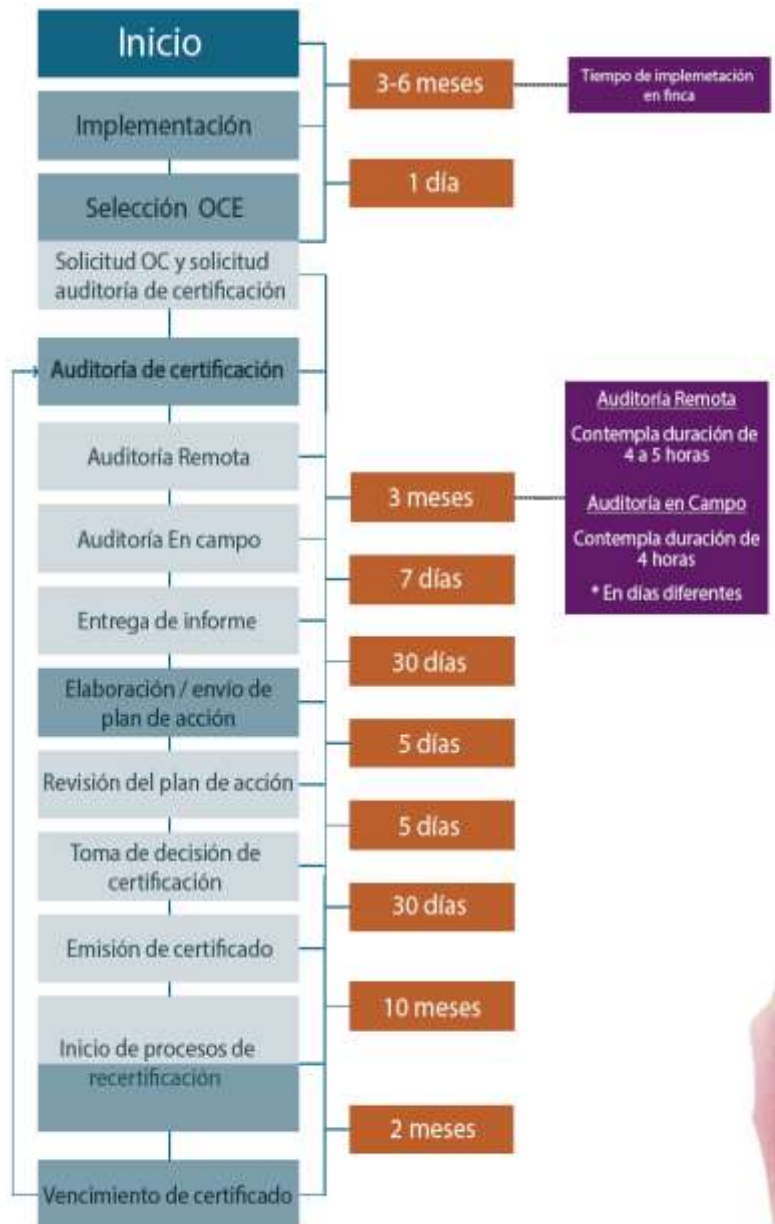 Inicio
3-6 meses
Tiempo de implemetación
en finca
Implementación
1 día
Selección OCE
Solicitud OC y solicitud
auditoría de certificación
Auditoría de certificación
Auditoría Remota
3 meses
Auditoría Remota
Contempla duración de
4 a 5 horas
Auditoría en Campo
Contempla duración de
4 horas
* En días diferentes
Auditoría En campo
7 días
Entrega de informe
30 días
Elaboración / envío de
plan de acción
5 días
Revisión del plan de acción
5 días
Toma de decisión de
certificación
30 días
Emisión de certificado
10 meses
Inicio de procesos de
recertificación
2 meses
Vencimiento de certificado